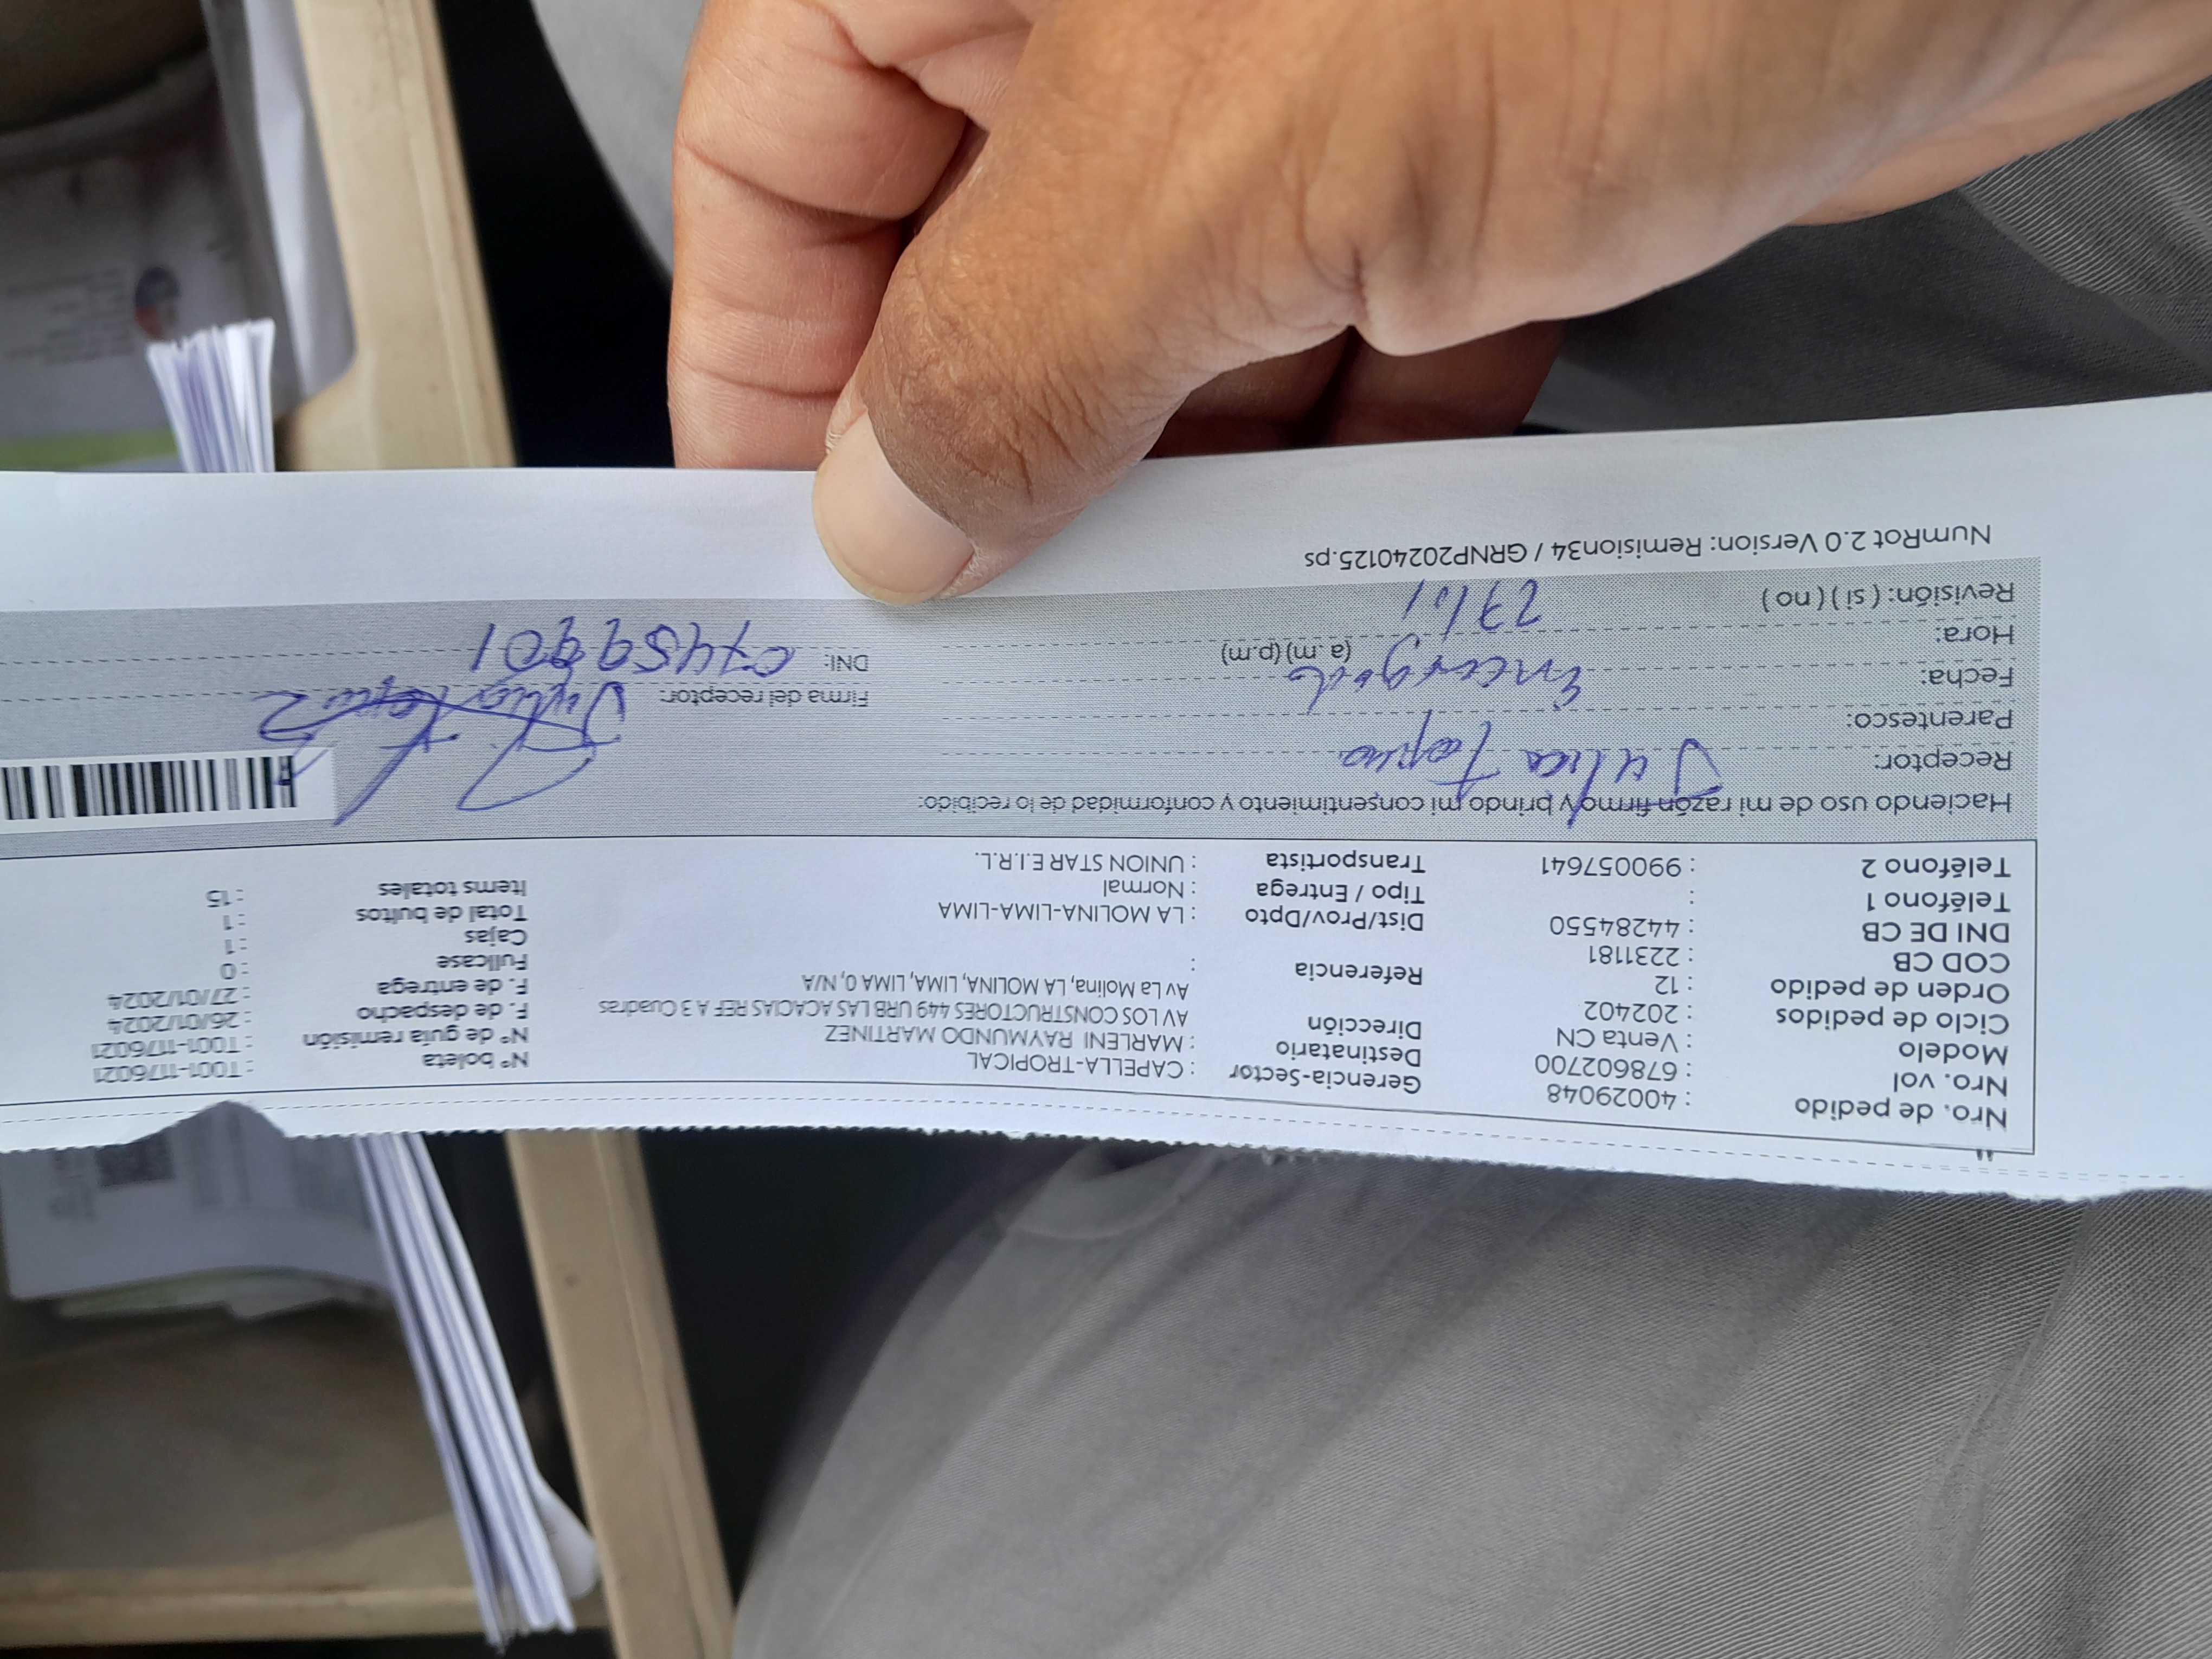 Nro. de pedido : 40029048 Gerencia-Sector : CAPELLA-TROPICAL Nº boleta : T001-1176021
Nro. vol : 678602700 Destinatario : MARLENI RAYMUNDO MARTINEZ Nº de guía remisión : T001-1176021
Modelo : Venta CN Dirección AV LOS CONSTRUCTORES 449 URB LAS ACACIAS REF A 3 Cuadras F. de despacho : 26/01/2024
Ciclo de pedidos : 202402 Av La Molina, LA MOLINA, LIMA, LIMA 0, N/A F. de entrega : 27/01/2024
Orden de pedido : 12 Referencia : Fullcase : 0
COD CB : 2231181 Cajas : 1
DNI DE CB : 44284550 Dist/Prov/Dpto : LA MOLINA-LIMA-LIMA Total de bultos : 1
Teléfono 1 : Tipo / Entrega : Normal Items totales : 15
Teléfono 2 : 990057641 Transportista : UNION STAR E.I.R.L.
Haciendo uso de mi razón firmo y brindo mi consentimiento y conformidad de lo recibido:
Receptor: Julia Tapia
Parentesco: Encargado Firma del receptor: Julia Tapia
Fecha: 27/01 DNI:
Hora: (a.m) (p.m)
Revisión: ( si ) ( no )
NumRot 2.0 Version: Remision34 / GRNP20240125.ps